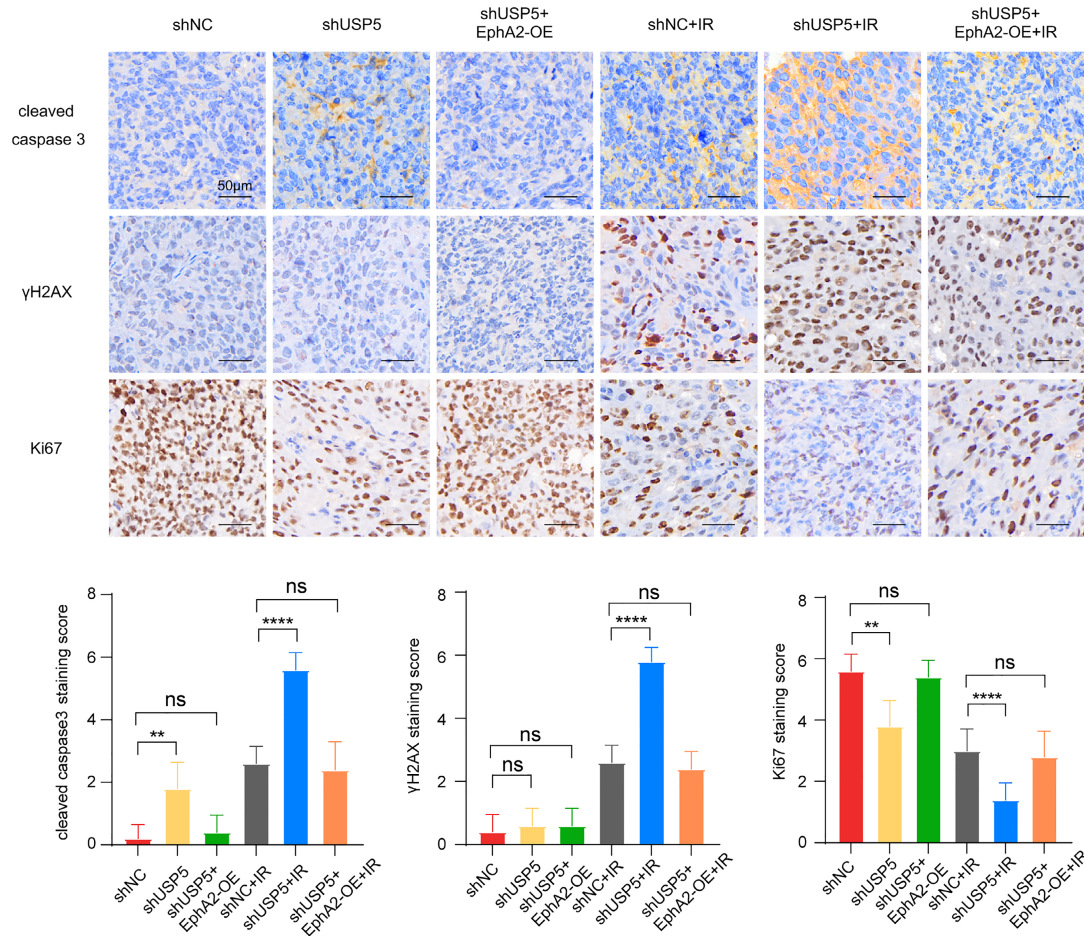 shNC
shUSP5
shUSP5+
EphA2-OE
shNC+IR
shUSP5+IR
shUSP5+
EphA2-OE+IR
cleaved
caspase 3
50μm
γH2AX
Ki67
cleaved caspase3 staining score
8
6
4
2
0
ns
**
ns
****
shNC
shUSP5
shUSP5+
EphA2-OE
shNC+IR
shUSP5+IR
shUSP5+
EphA2-OE+IR
γH2AX staining score
8
6
4
2
0
ns
ns
ns
****
shNC
shUSP5
shUSP5+
EphA2-OE
shNC+IR
shUSP5+IR
shUSP5+
EphA2-OE+IR
Ki67 staining score
8
6
4
2
0
ns
**
ns
****
shNC
shUSP5
shUSP5+
EphA2-OE
shNC+IR
shUSP5+IR
shUSP5+
EphA2-OE+IR